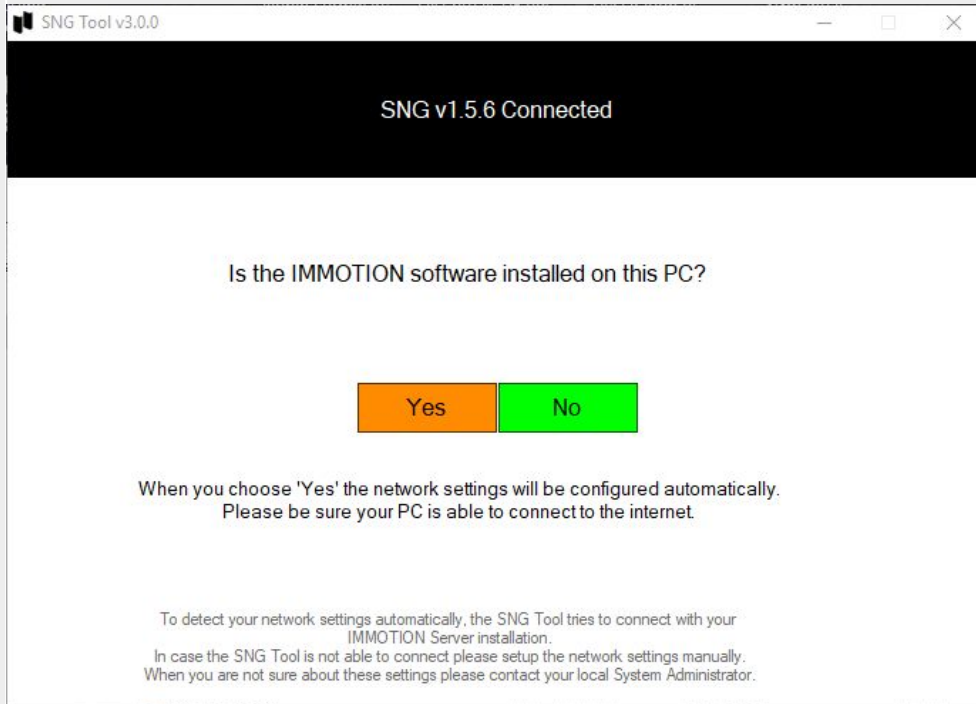 SNG Tool v3.0.0
SNG v1.5.6 Connected
Is the IMMOTION software installed on this PC?
Yes No
When you choose 'Yes' the network settings will be configured automatically.
Please be sure your PC is able to connect to the internet.
To detect your network settings automatically, the SNG Tool tries to connect with your
IMMOTION Server installation.
In case the SNG Tool is not able to connect please setup the network settings manually.
When you are not sure about these settings please contact your local System Administrator.